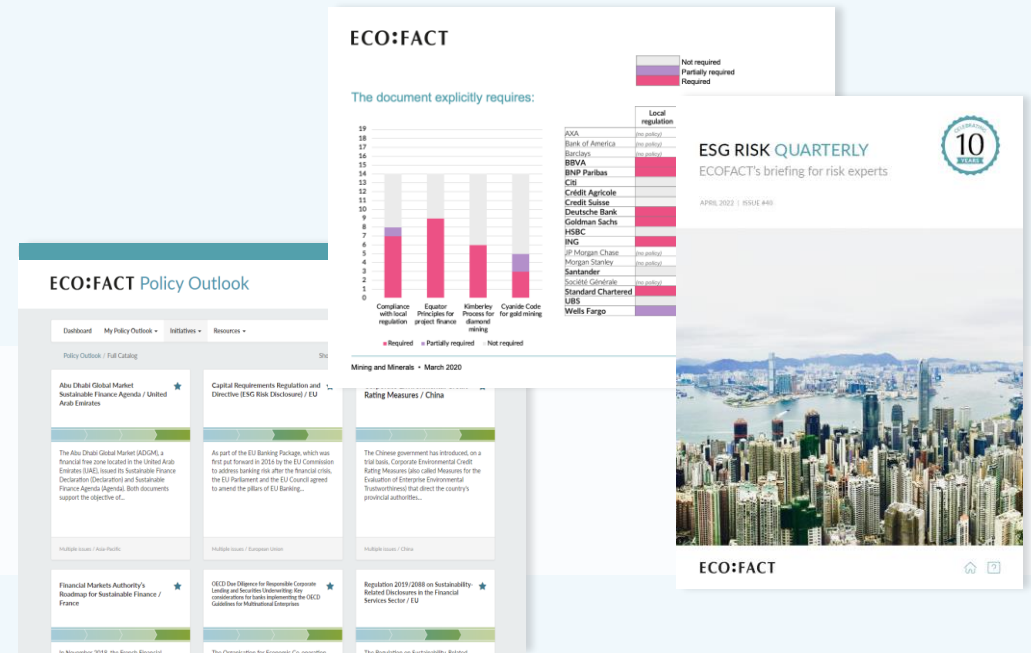 ECO:FACT
Not required
Partially required
Required
The document explicitly requires:
19
18
17
16
15
14
13
12
11
10
9
8
7
6
5
4
3
2
1
0
Compliance
with local
regulation
Equator
Principles for
project finance
Kimberley
Process for
diamond
mining
Cyanide Code
for gold mining
Required
Partially required
Not required
Local
regulation
AXA (no policy)
Bank of America (no policy)
Barclays (no policy)
BBVA
BNP Paribas
Citi
Crédit Agricole
Credit Suisse
Deutsche Bank
Goldman Sachs
HSBC
ING
JP Morgan Chase (no policy)
Morgan Stanley (no policy)
Santander
Société Générale (no policy)
Standard Chartered
UBS
Wells Fargo
Mining and Minerals • March 2020
ESG RISK QUARTERLY
ECOFACT's briefing for risk experts
APRIL 2022 | ISSUE #40
CELEBRATING
10
YEARS
ECO:FACT
?
ECO:FACT Policy Outlook
Dashboard My Policy Outlook Initiatives Resources
Policy Outlook / Full Catalog
Abu Dhabi Global Market
Sustainable Finance Agenda / United
Arab Emirates
The Abu Dhabi Global Market (ADGM), a
financial free zone located in the United Arab
Emirates (UAE), issued its Sustainable Finance
Declaration (Declaration) and Sustainable
Finance Agenda (Agenda). Both documents
support the objective of...
Multiple issues / Asia-Pacific
Capital Requirements Regulation and
Directive (ESG Risk Disclosure) / EU
As part of the EU Banking Package, which was
first put forward in 2016 by the EU Commission
to address banking risk after the financial crisis,
the EU Parliament and the EU Council agreed
to amend the pillars of EU Banking...
Multiple issues / European Union
Rating Measures / China
The Chinese government has introduced, on a
trial basis, Corporate Environmental Credit
Rating Measures (also called Measures for the
Evaluation of Enterprise Environmental
Trustworthiness) that direct the country's
provincial authorities...
Multiple issues / China
Financial Markets Authority's
Roadmap for Sustainable Finance /
France
OECD Due Diligence for Responsible Corporate
Lending and Securities Underwriting: Key
considerations for banks implementing the OECD
Guidelines for Multinational Enterprises
Regulation 2019/2088 on Sustainability-
Related Disclosures in the Financial
Services Sector / EU